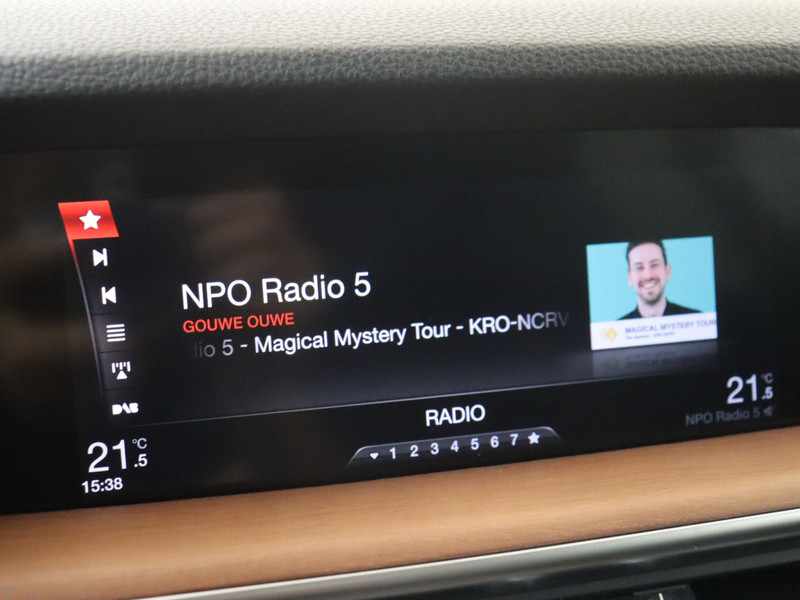 NPO Radio 5
GOUWE OUWE
dio 5 - Magical Mystery Tour - KRO-NCRV
MAGICAL MYSTERY TOUR
DAB
RADIO
1 2 3 4 5 6 7
21.5 °C
15:38
21.5 °C
NPO Radio 5